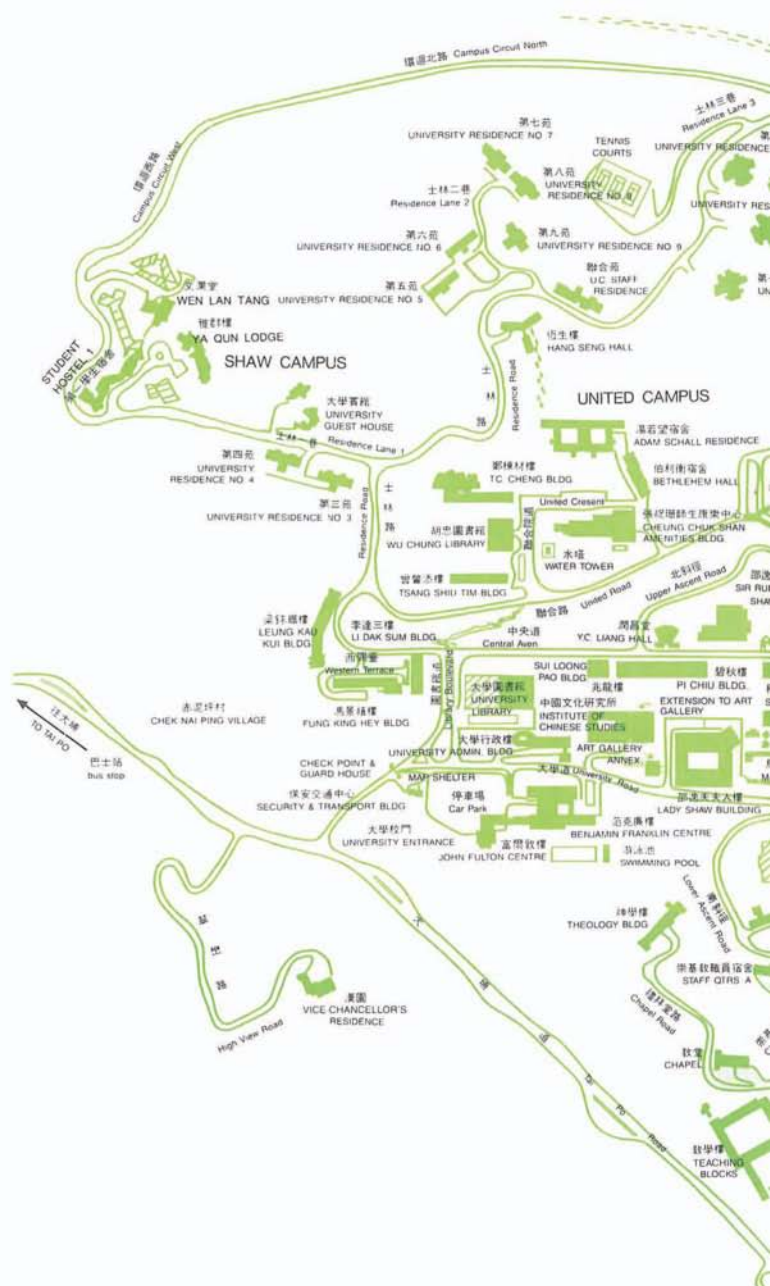 環迴北路 Campus Circuit North
環迴西路
Campus Circuit West
士林三巷
Residence Lane 3
第七苑
UNIVERSITY RESIDENCE NO 7
TENNIS
COURTS
UNIVERSITY RESIDENCE
第八苑
UNIVERSITY
RESIDENCE NO. 8
士林二巷
Residence Lane 2
UNIVERSITY RES
第六苑
UNIVERSITY RESIDENCE NO. 6
第九苑
UNIVERSITY RESIDENCE NO. 9
文瀾堂
WEN LAN TANG
第五苑
UNIVERSITY RESIDENCE NO 5
聯合苑
U.C. STAFF
RESIDENCE
雅群樓
YA QUN LODGE
恒生樓
HANG SENG HALL
STUDENT
HOSTEL 1
SHAW CAMPUS
士林路
Residence Road
UNITED CAMPUS
大學賓館
UNIVERSITY
GUEST HOUSE
士林一巷 Residence Lane 1
湯若望宿舍
ADAM SCHALL RESIDENCE
第四苑
UNIVERSITY
RESIDENCE NO 4
鄭棟材樓
TC CHENG BLDG
伯利衡宿舍
BETHLEHEM HALL
第三苑
UNIVERSITY RESIDENCE NO 3
士林路
Residence Road
United Cresent
聯合苑道
胡忠圖書館
WU CHUNG LIBRARY
張煊珊師生康樂中心
CHEUNG CHUK SHAN
AMENITIES BLDG.
水塔
WATER TOWER
曾肇添樓
TSANG SHIU TIM BLDG
北斜徑
Upper Ascent Road
邵逸
SIR RU
SHA
聯合路 United Road
梁銶琚樓
LEUNG KAU
KUI BLDG
李達三樓
LI DAK SUM BLDG.
中央道
Central Aven
潤昌堂
Y.C LIANG HALL
Western Terrace
Library Boulevard
SUI LOONG
PAO BLDG
兆龍樓
碧秋樓
PI CHIU BLDG.
大學圖書館
UNIVERSITY
LIBRARY
中國文化研究所
INSTITUTE OF
CHINESE STUDIES
EXTENSION TO ART
GALLERY
馮景禧樓
FUNG KING HEY BLDG
往大埔
TO TAI PO
赤泥坪村
CHEK NAI PING VILLAGE
大學行政樓
UNIVERSITY ADMIN. BLDG
ART GALLERY
ANNEX
巴士站
bus stop
CHECK POINT &
GUARD HOUSE
MAP SHELTER
大學道 University Road
保安交通中心
SECURITY & TRANSPORT BLDG
停車場
Car Park
邵逸夫夫人樓
LADY SHAW BUILDING
大學校門
UNIVERSITY ENTRANCE
范克廉樓
BENJAMIN FRANKLIN CENTRE
富爾敦樓
JOHN FULTON CENTRE
游泳池
SWIMMING POOL
南斜徑
Lower Ascent Road
神學樓
THEOLOGY BLDG
崇基教職員宿舍
STAFF QTRS A
漢園
VICE-CHANCELLOR'S
RESIDENCE
High View Road
Chapel Road
教堂
CHAPEL
大埔道 Tai Po Road
教學樓
TEACHING
BLOCKS